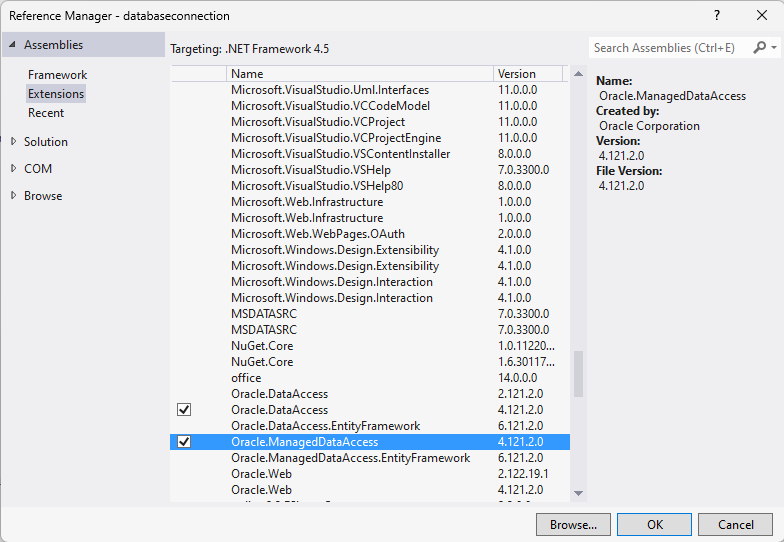 Reference Manager - databaseconnection
?
Assemblies
Framework
Extensions
Recent
Solution
COM
Browse
Targeting: .NET Framework 4.5
Search Assemblies (Ctrl+E)
Name Version
Microsoft.VisualStudio.Uml.Interfaces 11.0.0.0
Microsoft.VisualStudio.VCCodeModel 11.0.0.0
Microsoft.VisualStudio.VCProject 11.0.0.0
Microsoft.VisualStudio.VCProjectEngine 11.0.0.0
Microsoft.VisualStudio.VSContentInstaller 8.0.0.0
Microsoft.VisualStudio.VSHelp 7.0.3300.0
Microsoft.VisualStudio.VSHelp80 8.0.0.0
Microsoft.Web.Infrastructure 1.0.0.0
Microsoft.Web.Infrastructure 1.0.0.0
Microsoft.Web.WebPages.OAuth 2.0.0.0
Microsoft.Windows.Design.Extensibility 4.1.0.0
Microsoft.Windows.Design.Extensibility 4.1.0.0
Microsoft.Windows.Design.Interaction 4.1.0.0
Microsoft.Windows.Design.Interaction 4.1.0.0
MSDATASRC 7.0.3300.0
MSDATASRC 7.0.3300.0
NuGet.Core 1.0.11220...
NuGet.Core 1.6.30117...
office 14.0.0.0
Oracle.DataAccess 2.121.2.0
Oracle.DataAccess 4.121.2.0
Oracle.DataAccess.EntityFramework 6.121.2.0
Oracle.ManagedDataAccess 4.121.2.0
Oracle.ManagedDataAccess.EntityFramework 6.121.2.0
Oracle.Web 2.122.19.1
Oracle.Web 4.121.2.0
Name:
Oracle.ManagedDataAccess
Created by:
Oracle Corporation
Version:
4.121.2.0
File Version:
4.121.2.0
Browse... OK Cancel